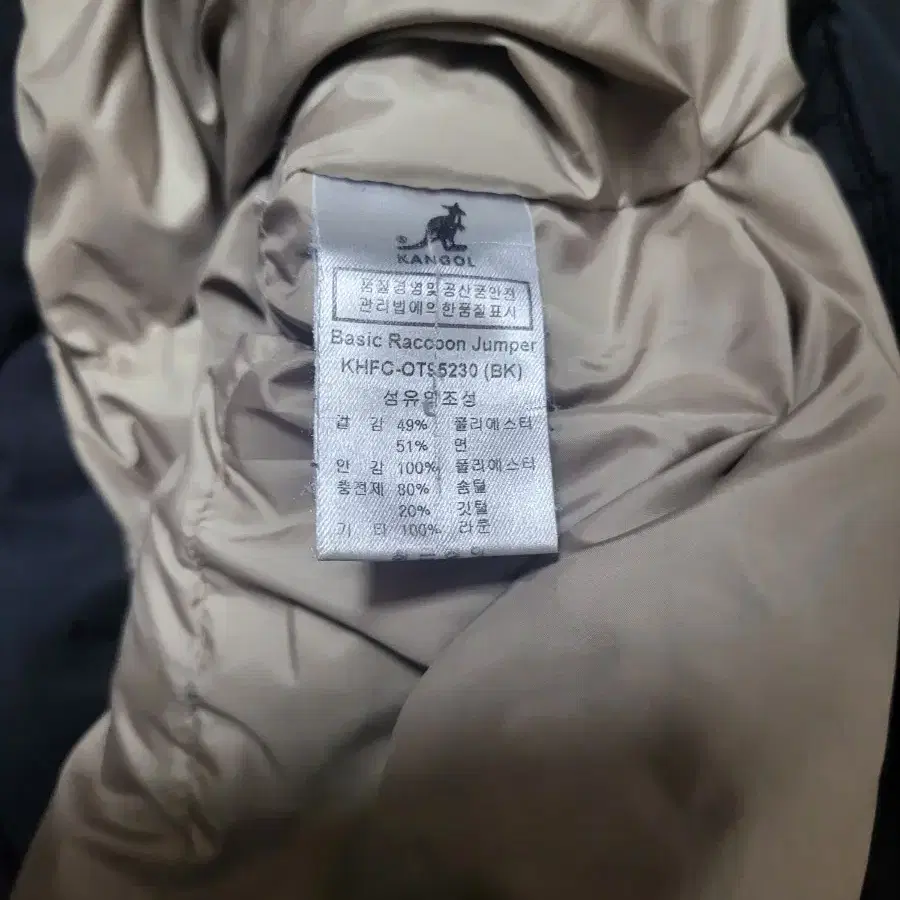 ® KANGOL
품질경영및 공산품안전
관리법에의 한품질표시
Basic Raccoon Jumper
KHFC-OT95230 (BK)
섬유의조성
겉 감 49% 폴리에스터
51% 면
안 감 100% 폴리에스터
충전제 80% 솜털
20% 깃털
기 타 100% 라쿤